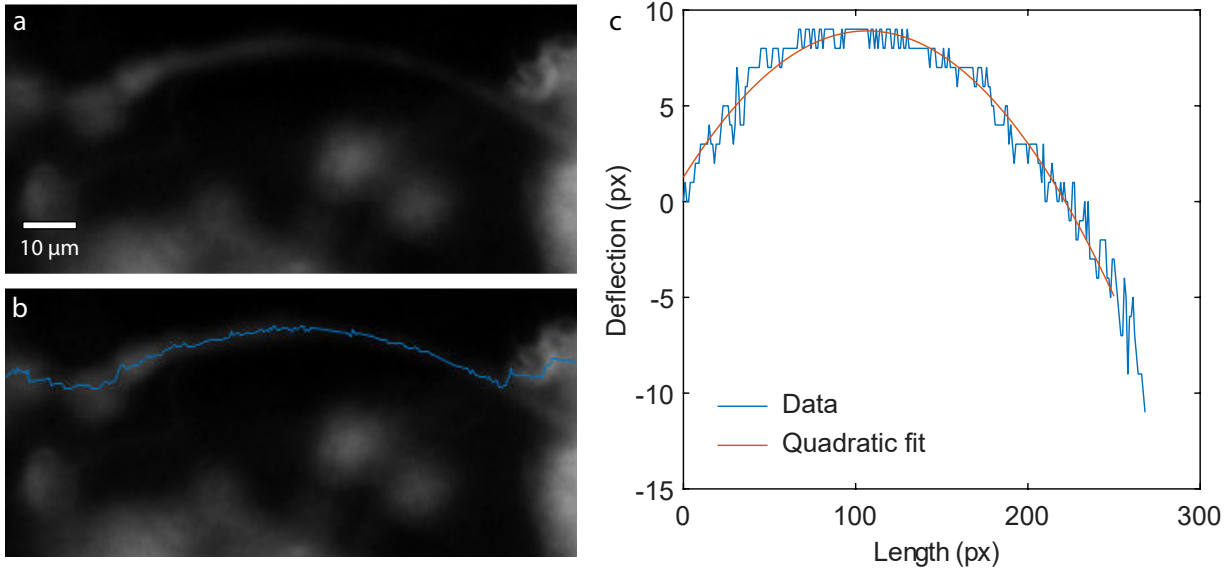 a
10 μm
b
c
10
5
0
-5
-10
-15
Deflection (px)
Data
Quadratic fit
0
100
200
300
Length (px)